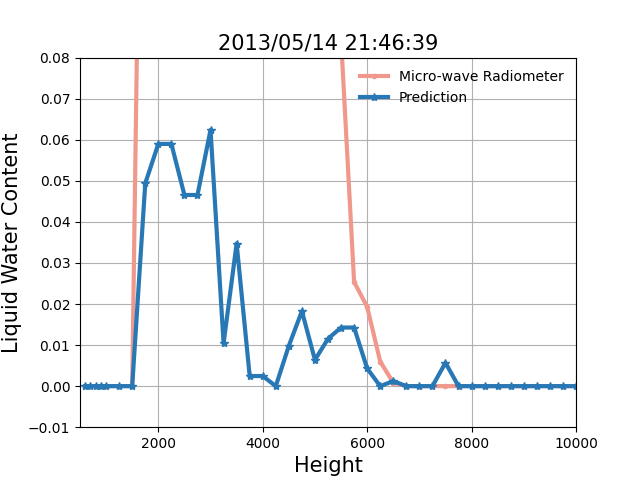 2013/05/14 21:46:39
Micro-wave Radiometer
Prediction
Liquid Water Content
0.08
0.07
0.06
0.05
0.04
0.03
0.02
0.01
0.00
−0.01
2000 4000 6000 8000 10000
Height